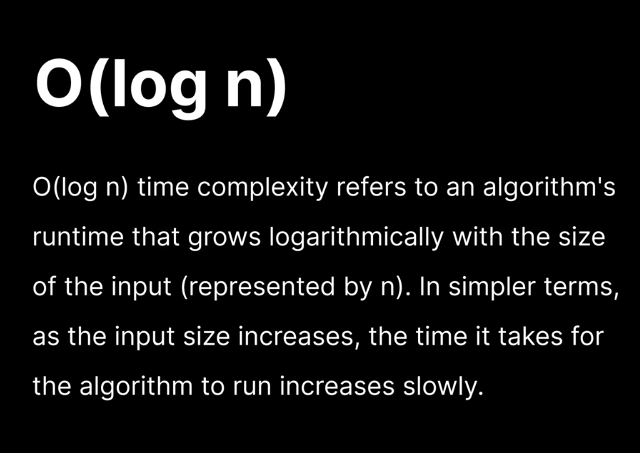 O(log n)
O(log n) time complexity refers to an algorithm's
runtime that grows logarithmically with the size
of the input (represented by n). In simpler terms,
as the input size increases, the time it takes for
the algorithm to run increases slowly.